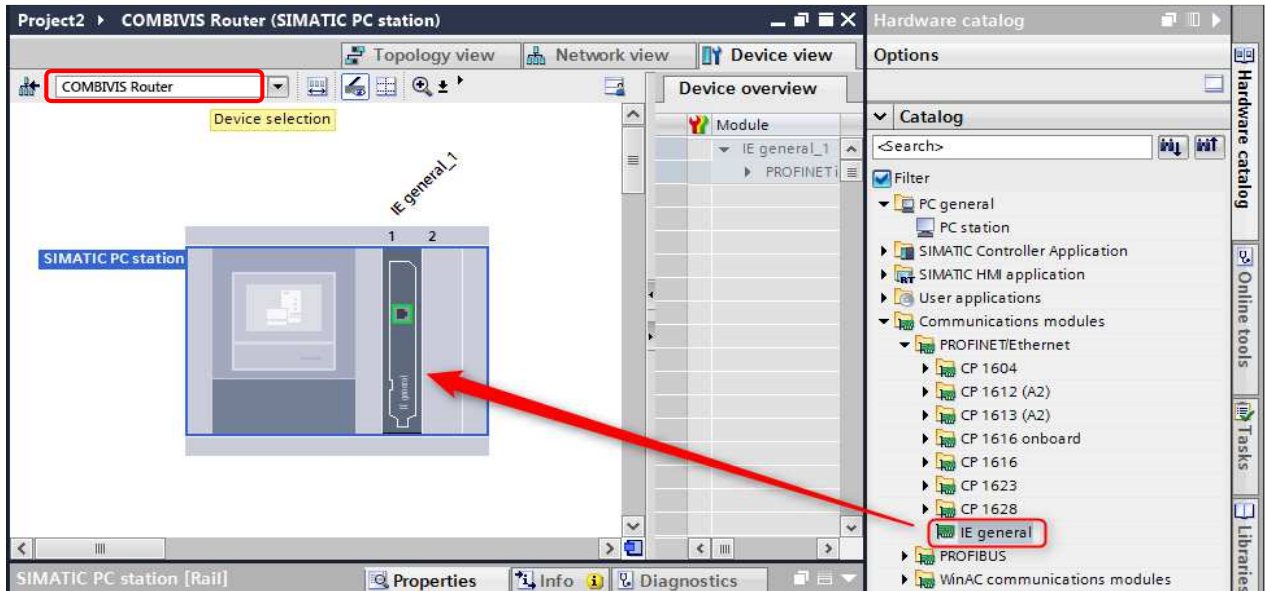 Project2 ▸ COMBIVIS Router (SIMATIC PC station)
Topology view
Network view
Device view
COMBIVIS Router
Device selection
IE general_1
1 2
SIMATIC PC station
IE general
Device overview
Module
IE general_1
PROFINET i
SIMATIC PC station [Rail]
Properties
Info
Diagnostics
Hardware catalog
Options
Catalog
<Search>
Filter
PC general
PC station
SIMATIC Controller Application
SIMATIC HMI application
User applications
Communications modules
PROFINET/Ethernet
CP 1604
CP 1612 (A2)
CP 1613 (A2)
CP 1616 onboard
CP 1616
CP 1623
CP 1628
IE general
PROFIBUS
WinAC communications modules
Hardware catalog
Online tools
Tasks
Libraries